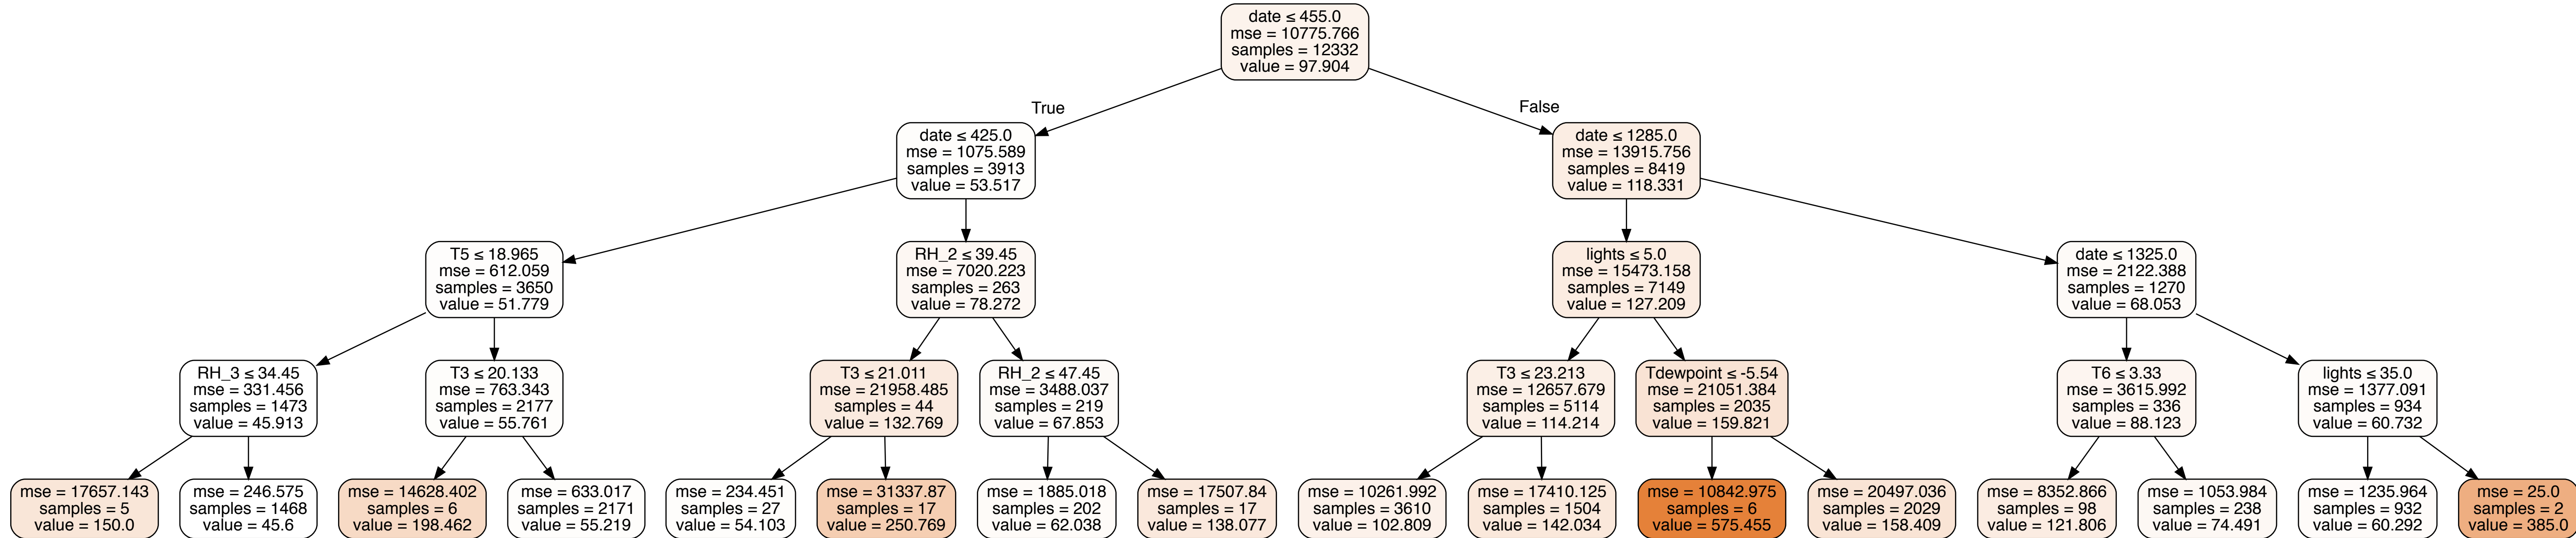 date ≤ 455.0
mse = 10775.766
samples = 12332
value = 97.904
True
False
date ≤ 425.0
mse = 1075.589
samples = 3913
value = 53.517
date ≤ 1285.0
mse = 13915.756
samples = 8419
value = 118.331
T5 ≤ 18.965
mse = 612.059
samples = 3650
value = 51.779
RH_2 ≤ 39.45
mse = 7020.223
samples = 263
value = 78.272
lights ≤ 5.0
mse = 15473.158
samples = 7149
value = 127.209
date ≤ 1325.0
mse = 2122.388
samples = 1270
value = 68.053
RH_3 ≤ 34.45
mse = 331.456
samples = 1473
value = 45.913
T3 ≤ 20.133
mse = 763.343
samples = 2177
value = 55.761
T3 ≤ 21.011
mse = 21958.485
samples = 44
value = 132.769
RH_2 ≤ 47.45
mse = 3488.037
samples = 219
value = 67.853
T3 ≤ 23.213
mse = 12657.679
samples = 5114
value = 114.214
Tdewpoint ≤ -5.54
mse = 21051.384
samples = 2035
value = 159.821
T6 ≤ 3.33
mse = 3615.992
samples = 336
value = 88.123
lights ≤ 35.0
mse = 1377.091
samples = 934
value = 60.732
mse = 17657.143
samples = 5
value = 150.0
mse = 246.575
samples = 1468
value = 45.6
mse = 14628.402
samples = 6
value = 198.462
mse = 633.017
samples = 2171
value = 55.219
mse = 234.451
samples = 27
value = 54.103
mse = 31337.87
samples = 17
value = 250.769
mse = 1885.018
samples = 202
value = 62.038
mse = 17507.84
samples = 17
value = 138.077
mse = 10261.992
samples = 3610
value = 102.809
mse = 17410.125
samples = 1504
value = 142.034
mse = 10842.975
samples = 6
value = 575.455
mse = 20497.036
samples = 2029
value = 158.409
mse = 8352.866
samples = 98
value = 121.806
mse = 1053.984
samples = 238
value = 74.491
mse = 1235.964
samples = 932
value = 60.292
mse = 25.0
samples = 2
value = 385.0